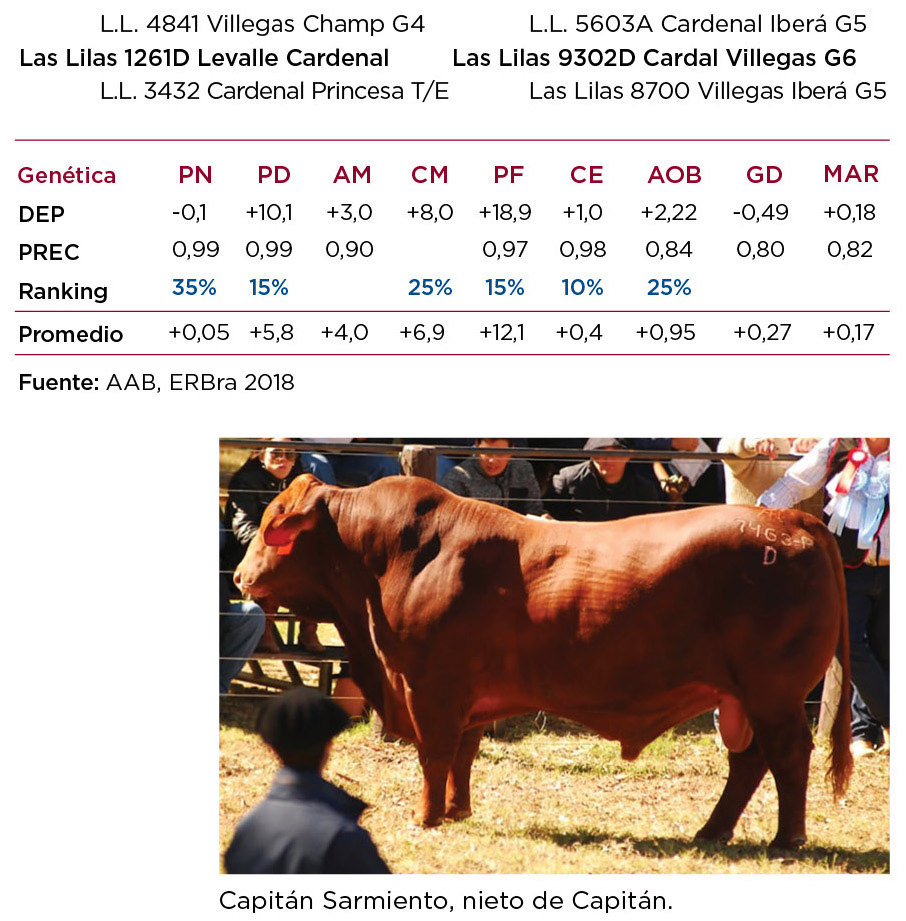 L.L. 4841 Villegas Champ G4
Las Lilas 1261D Levalle Cardenal
L.L. 3432 Cardenal Princesa T/E
L.L. 5603A Cardenal Iberá G5
Las Lilas 9302D Cardal Villegas G6
Las Lilas 8700 Villegas Iberá G5
Genética PN PD AM CM PF CE AOB GD MAR
DEP -0,1 +10,1 +3,0 +8,0 +18,9 +1,0 +2,22 -0,49 +0,18
PREC 0,99 0,99 0,90 0,97 0,98 0,84 0,80 0,82
Ranking 35% 15% 25% 15% 10% 25%
Promedio +0,05 +5,8 +4,0 +6,9 +12,1 +0,4 +0,95 +0,27 +0,17
Fuente: AAB, ERBra 2018
7463-P
D
Capitán Sarmiento, nieto de Capitán.